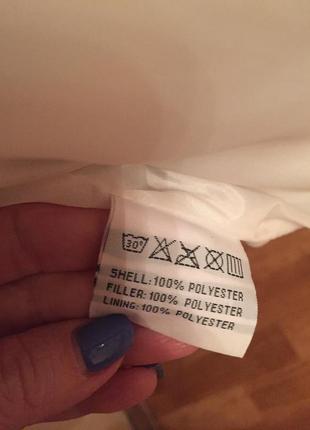 30°
SHELL:100% POLYESTER
FILLER:100% POLYESTER
LINING:100% POLYESTER